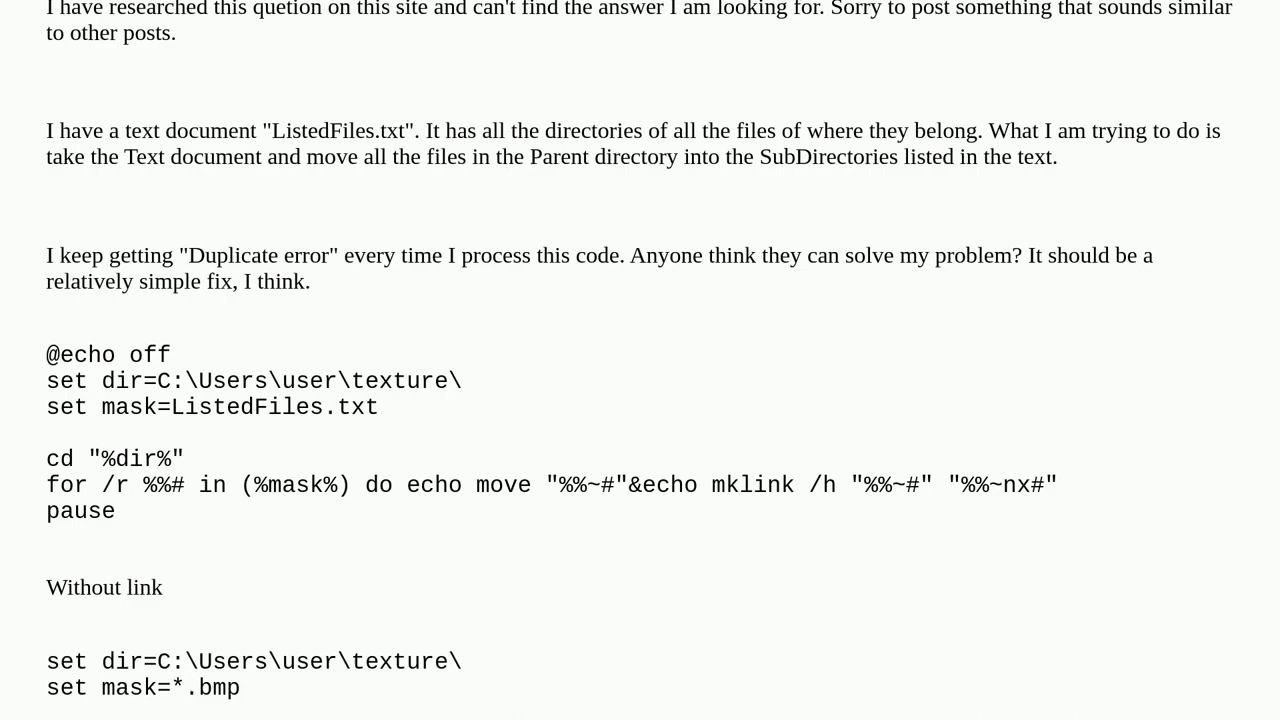 I have researched this quetion on this site and can't find the answer I am looking for. Sorry to post something that sounds similar
to other posts.
I have a text document "ListedFiles.txt". It has all the directories of all the files of where they belong. What I am trying to do is
take the Text document and move all the files in the Parent directory into the SubDirectories listed in the text.
I keep getting "Duplicate error" every time I process this code. Anyone think they can solve my problem? It should be a
relatively simple fix, I think.
@echo off
set dir=C:\Users\user\texture\
set mask=ListedFiles.txt
cd "%dir%"
for /r %%# in (%mask%) do echo move "%%~#"&echo mklink /h "%%~#" "%%~nx#"
pause
Without link
set dir=C:\Users\user\texture\
set mask=*.bmp